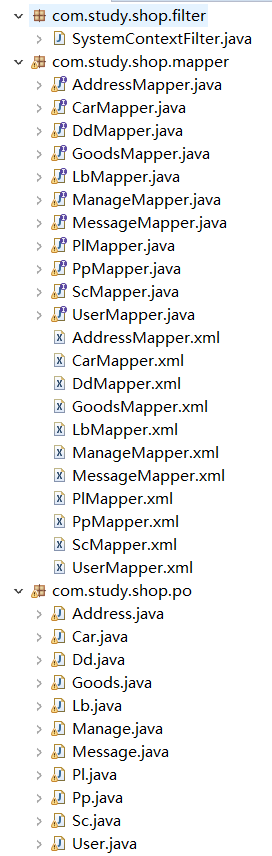 com.study.shop.filter
SystemContextFilter.java
com.study.shop.mapper
AddressMapper.java
CarMapper.java
DdMapper.java
GoodsMapper.java
LbMapper.java
ManageMapper.java
MessageMapper.java
PlMapper.java
PpMapper.java
ScMapper.java
UserMapper.java
AddressMapper.xml
CarMapper.xml
DdMapper.xml
GoodsMapper.xml
LbMapper.xml
ManageMapper.xml
MessageMapper.xml
PlMapper.xml
PpMapper.xml
ScMapper.xml
UserMapper.xml
com.study.shop.po
Address.java
Car.java
Dd.java
Goods.java
Lb.java
Manage.java
Message.java
Pl.java
Pp.java
Sc.java
User.java